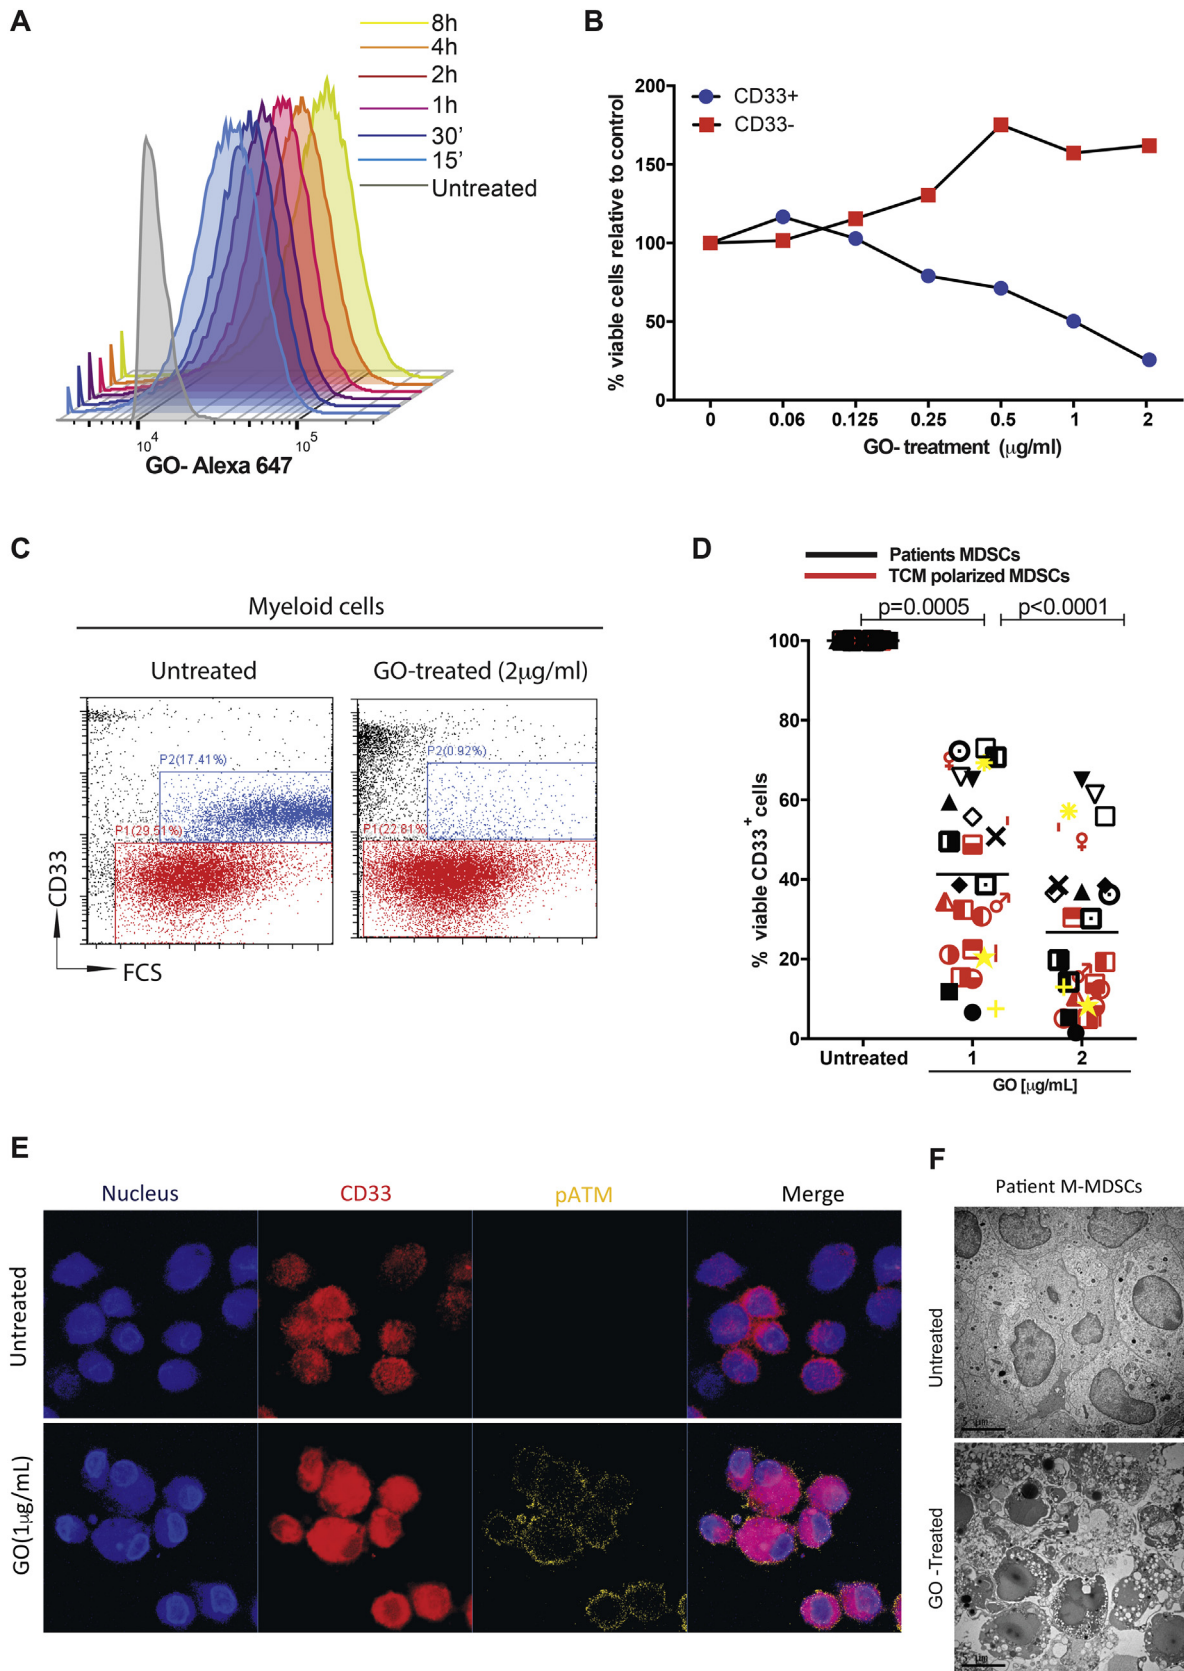 A
8h
4h
2h
1h
30'
15'
Untreated
10⁴
10⁵
GO- Alexa 647
B
% viable cells relative to control
200
150
100
50
0
CD33+
CD33-
0 0.06 0.125 0.25 0.5 1 2
GO- treatment (µg/ml)
C
Myeloid cells
Untreated
GO-treated (2µg/ml)
P2(17.41%)
P1(29.51%)
P2(0.92%)
P1(22.81%)
CD33
FCS
D
Patients MDSCs
TCM polarized MDSCs
p=0.0005
p<0.0001
% viable CD33⁺ cells
100
80
60
40
20
0
Untreated 1 2
GO [µg/mL]
E
Nucleus CD33 pATM Merge
Untreated
GO(1µg/mL)
F
Patient M-MDSCs
Untreated
GO -Treated
5 µm